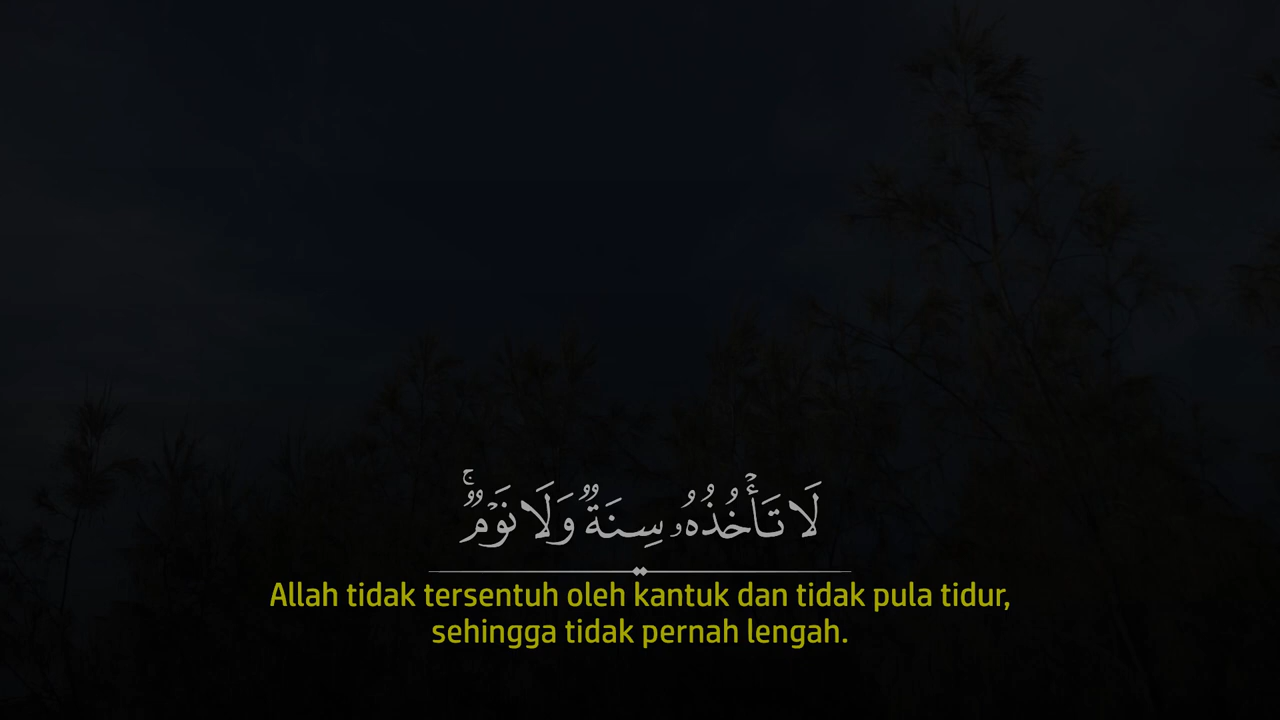 لَا تَأۡخُذُهُۥ سِنَةٞ وَلَا نَوۡمٞۚ
Allah tidak tersentuh oleh kantuk dan tidak pula tidur,
sehingga tidak pernah lengah.